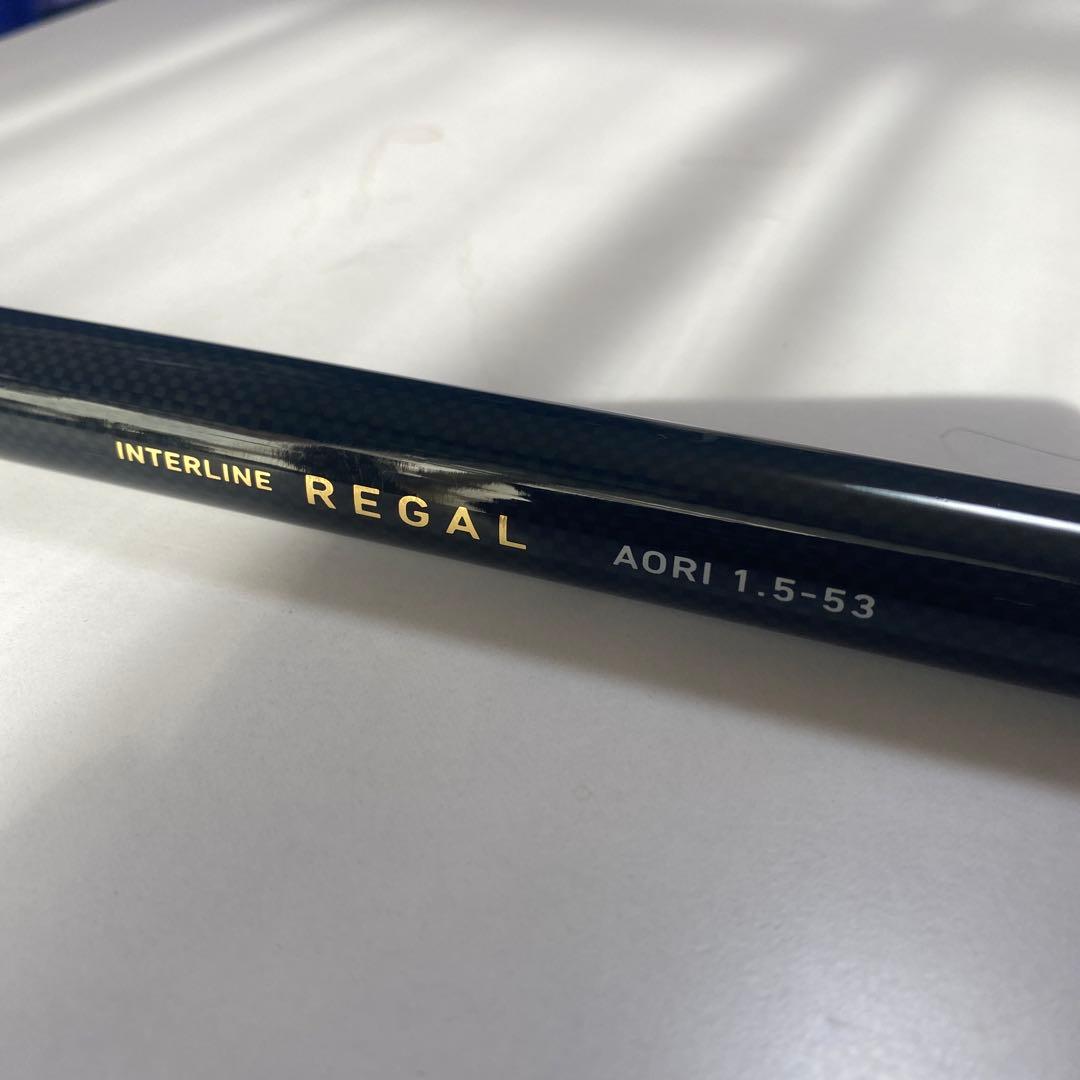 INTERLINE REGAL AORI 1.5-53